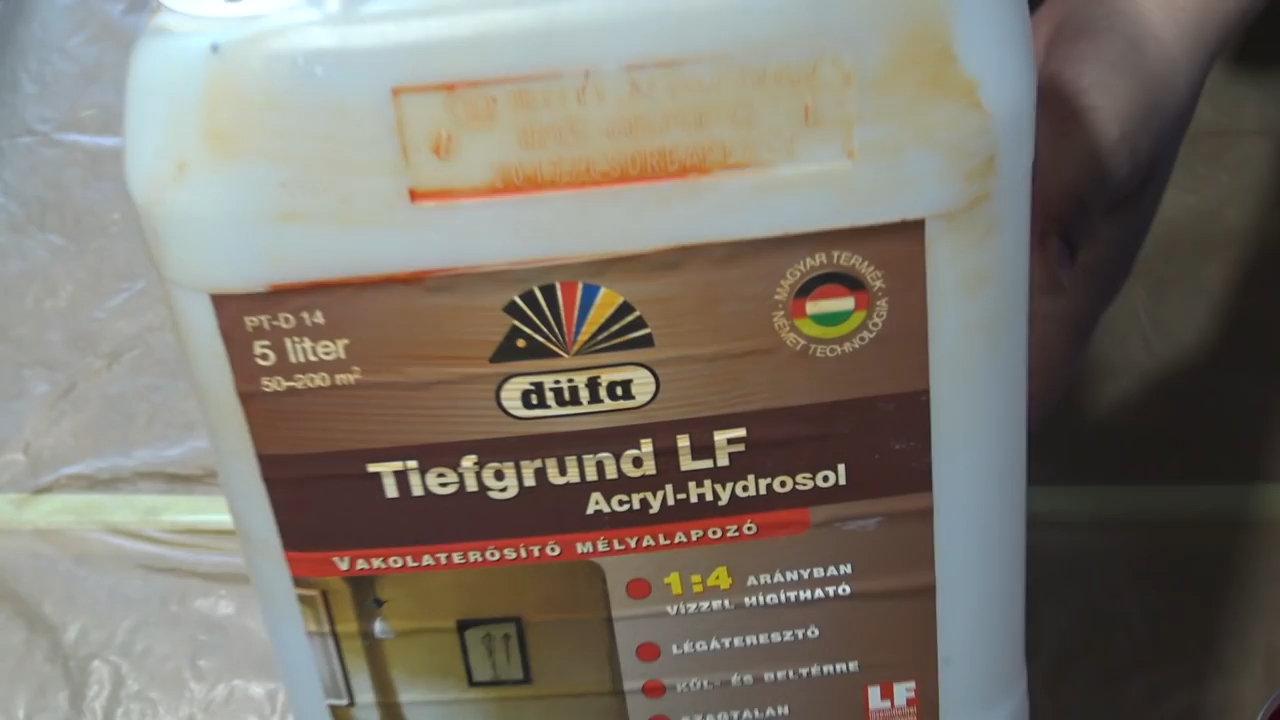 PT-D 14
5 liter
50–200 m²
düfa
MAGYAR TERMÉK
NÉMET TECHNOLÓGIA
Tiefgrund LF
Acryl-Hydrosol
VAKOLATERŐSÍTŐ MÉLYALAPOZÓ
1:4 ARÁNYBAN
VÍZZEL HÍGÍTHATÓ
LÉGÁTERESZTŐ
KÜL- ÉS BELTÉRRE
SZAGTALAN
LF